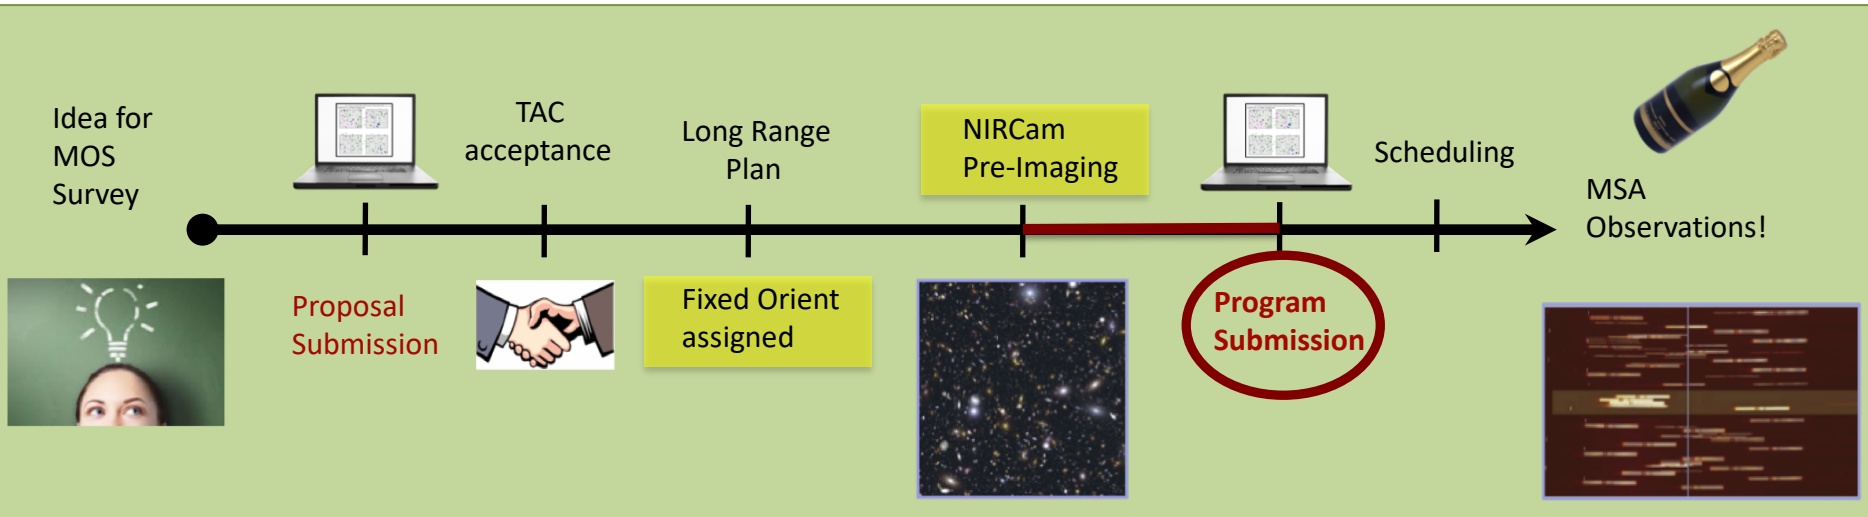 Idea for
MOS
Survey
Proposal
Submission
TAC
acceptance
Long Range
Plan
Fixed Orient
assigned
NIRCam
Pre-Imaging
Program
Submission
Scheduling
MSA
Observations!